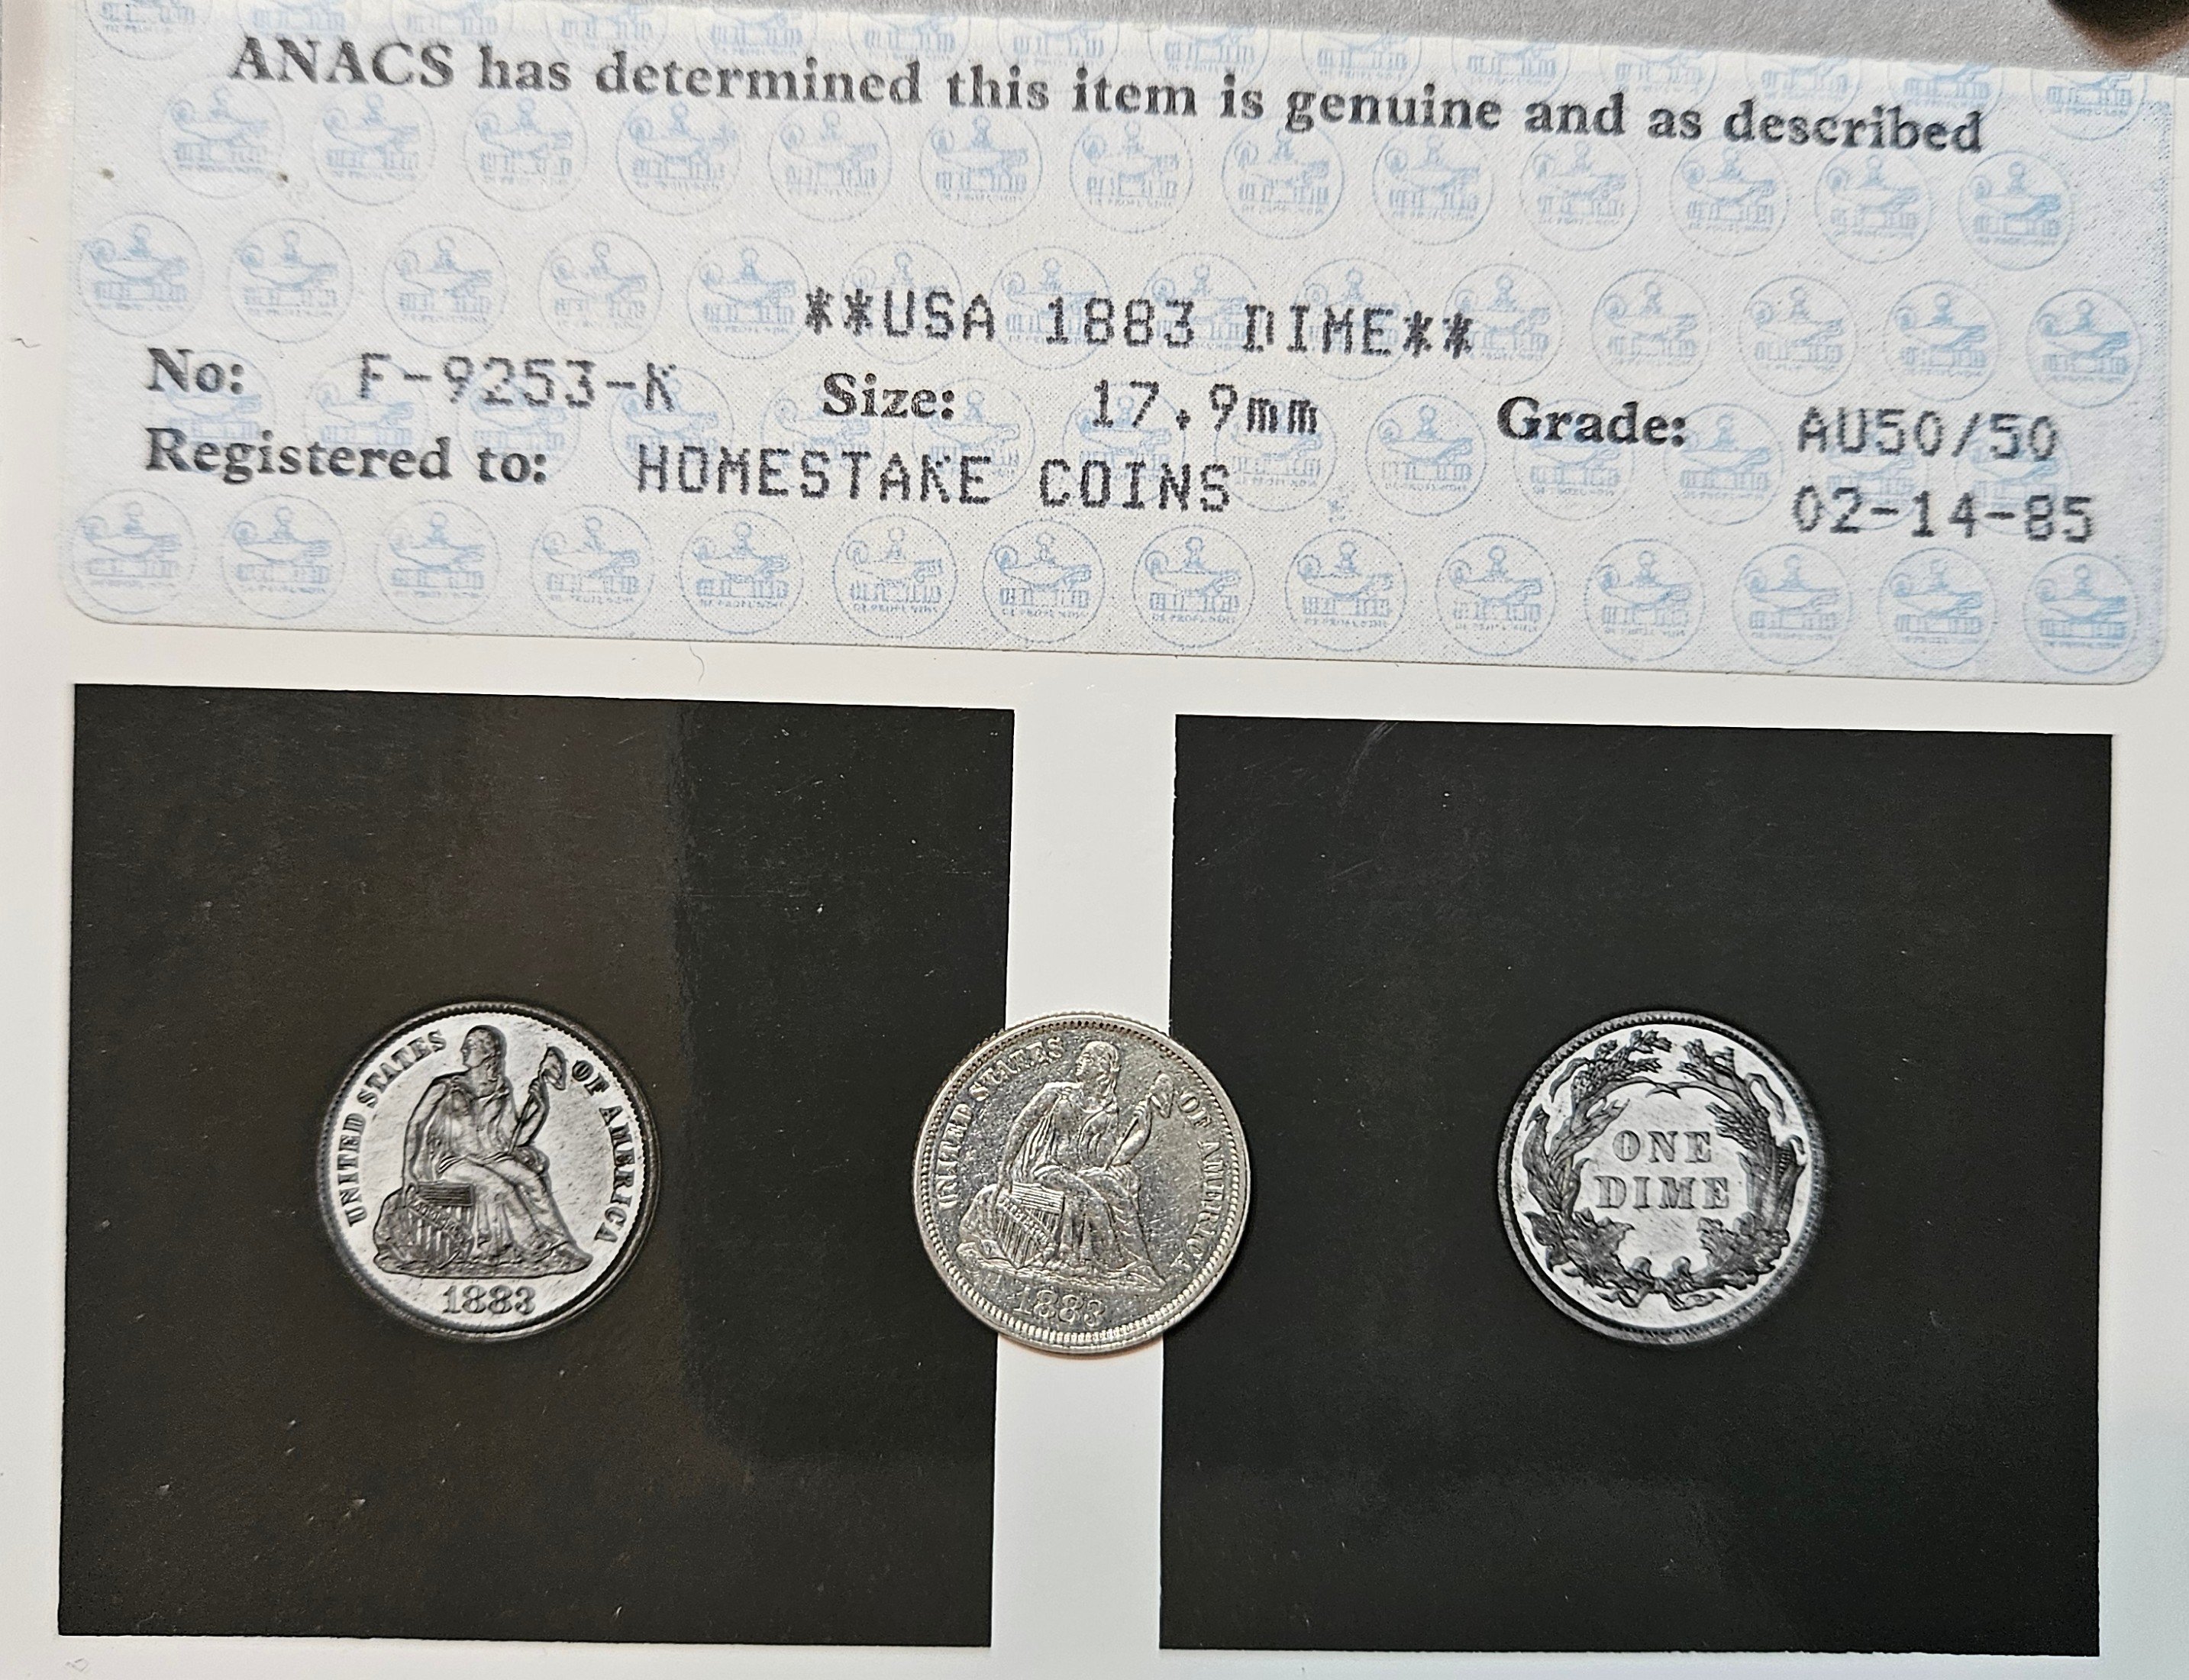 ANACS has determined this item is genuine and as described
**USA 1883 DIME**
No: F-9253-K Size: 17.9mm Grade: AU50/50
Registered to: HOMESTAKE COINS 02-14-85
UNITED STATES OF AMERICA
1883
UNITED STATES OF AMERICA
1883
ONE
DIME